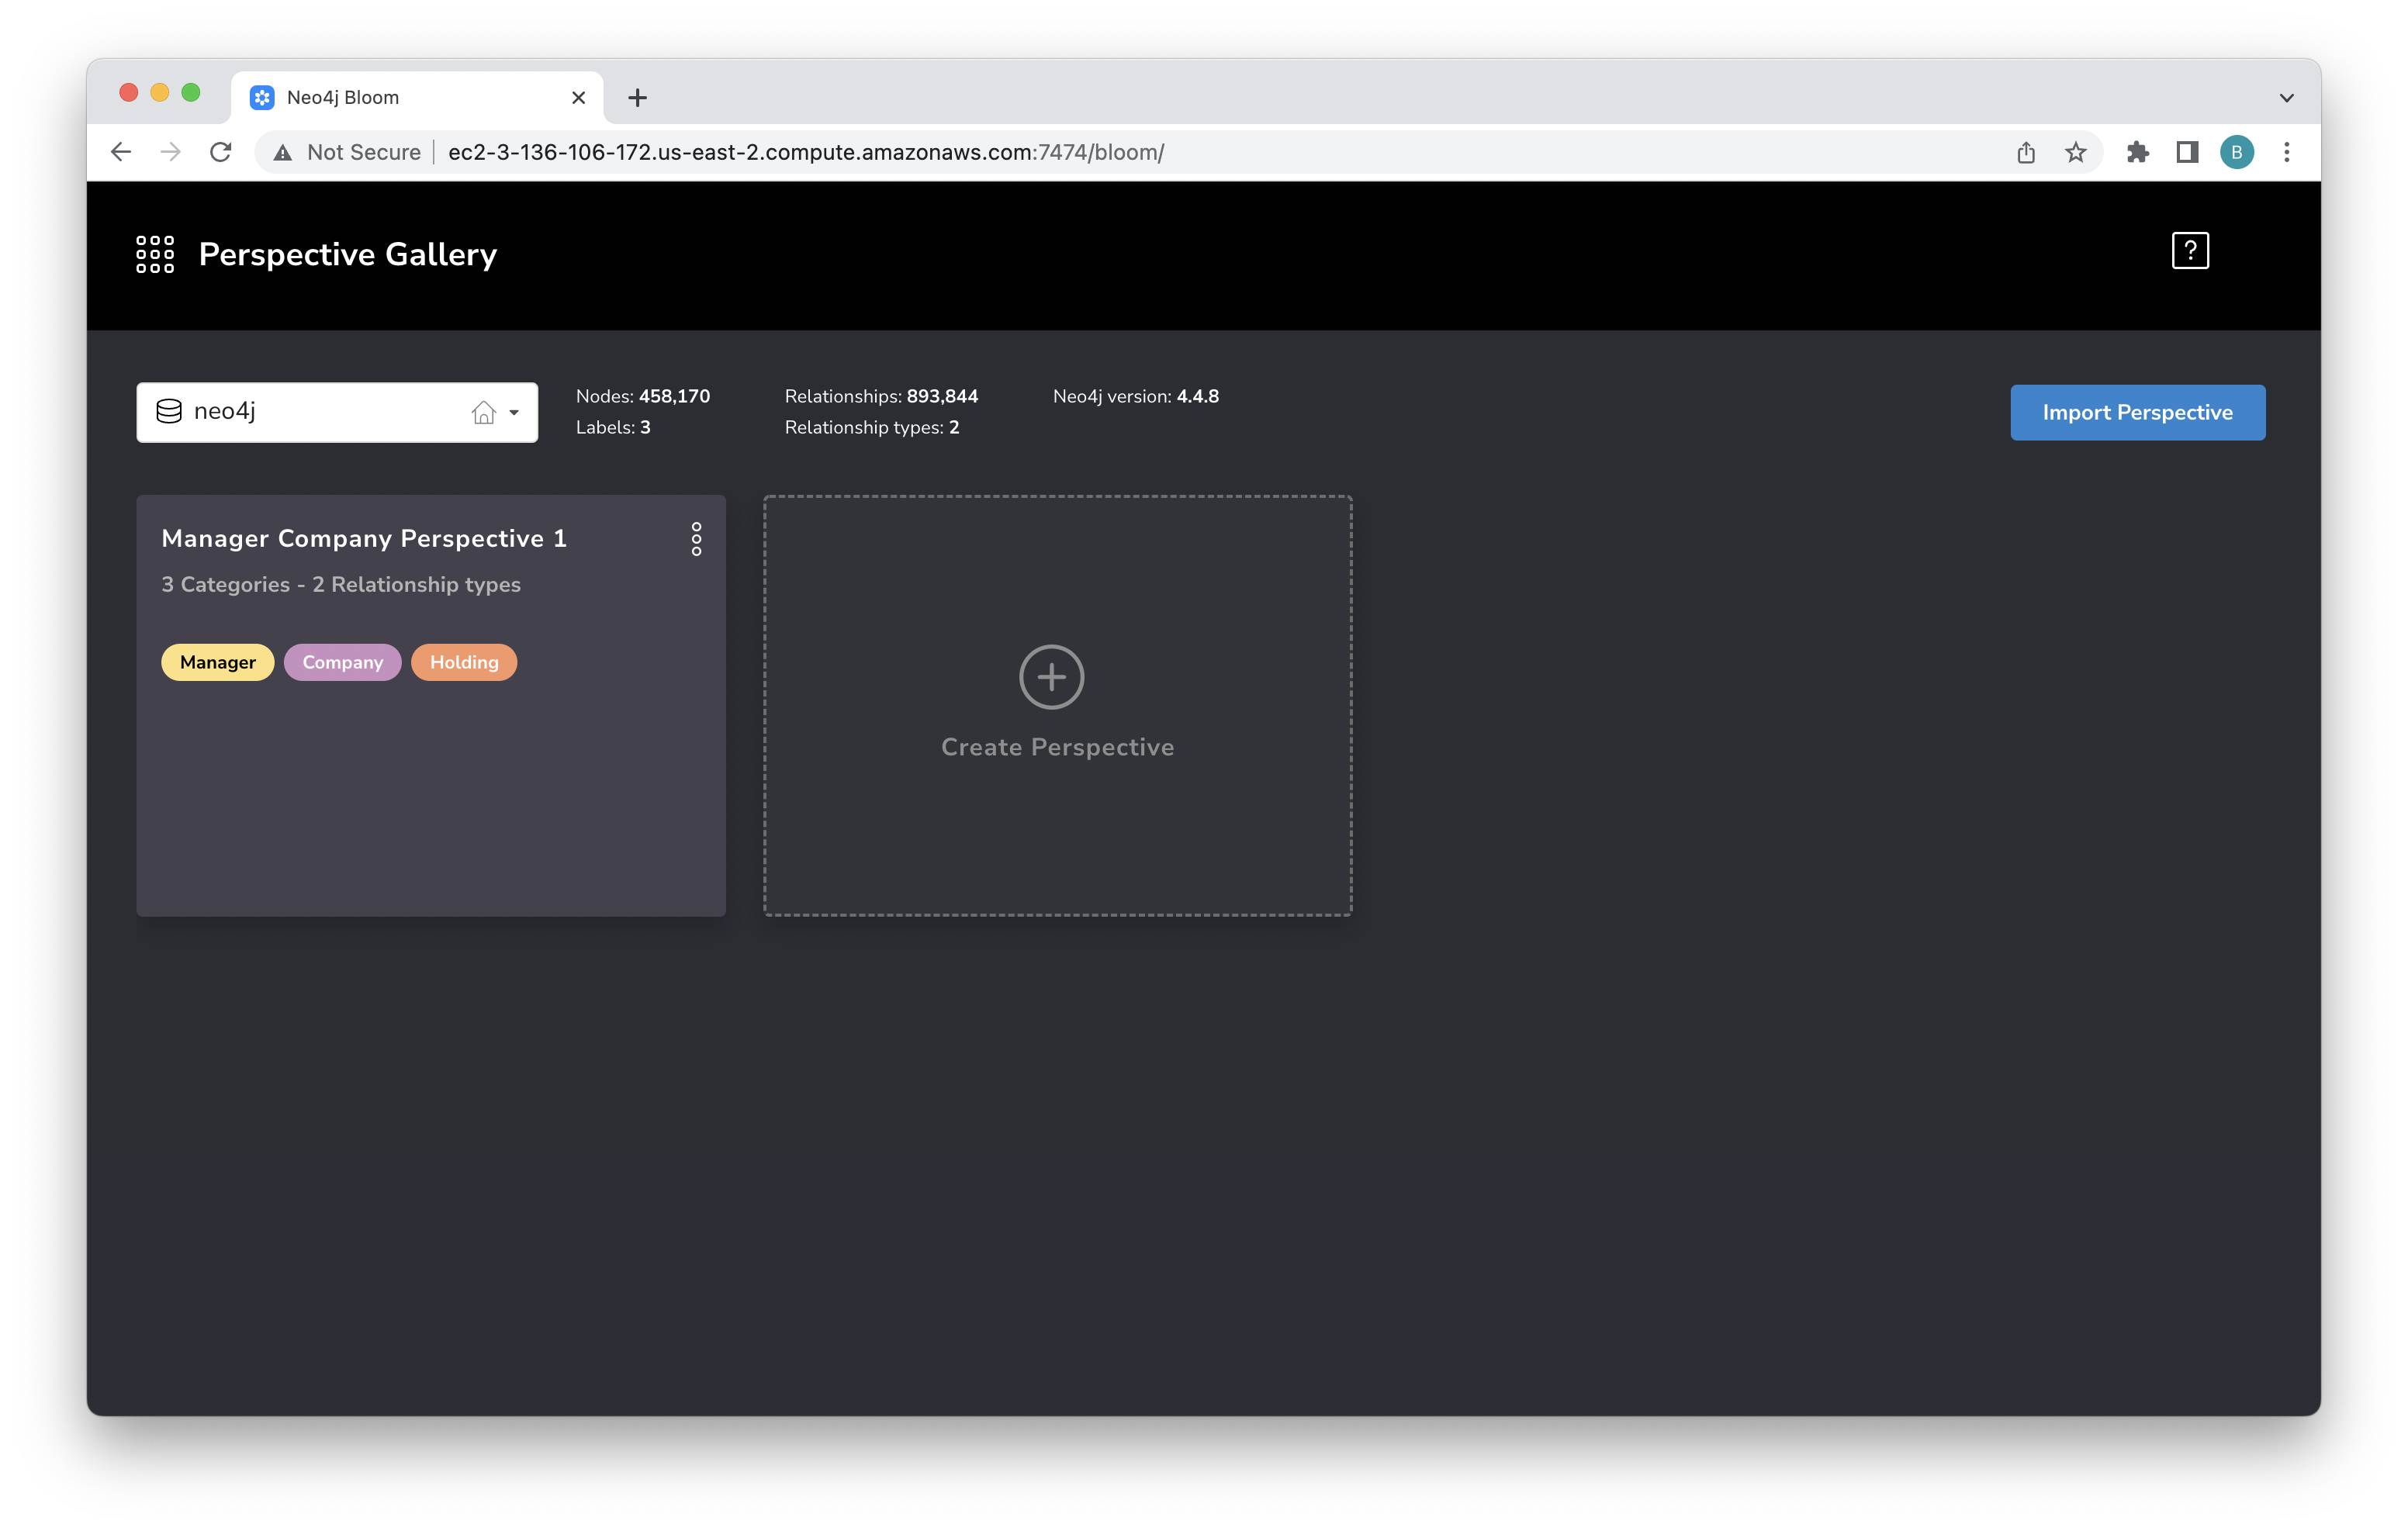 Neo4j Bloom
Not Secure ec2-3-136-106-172.us-east-2.compute.amazonaws.com:7474/bloom/
B
Perspective Gallery
?
neo4j
Nodes: 458,170 Relationships: 893,844 Neo4j version: 4.4.8
Labels: 3 Relationship types: 2
Import Perspective
Manager Company Perspective 1
3 Categories - 2 Relationship types
Manager Company Holding
Create Perspective